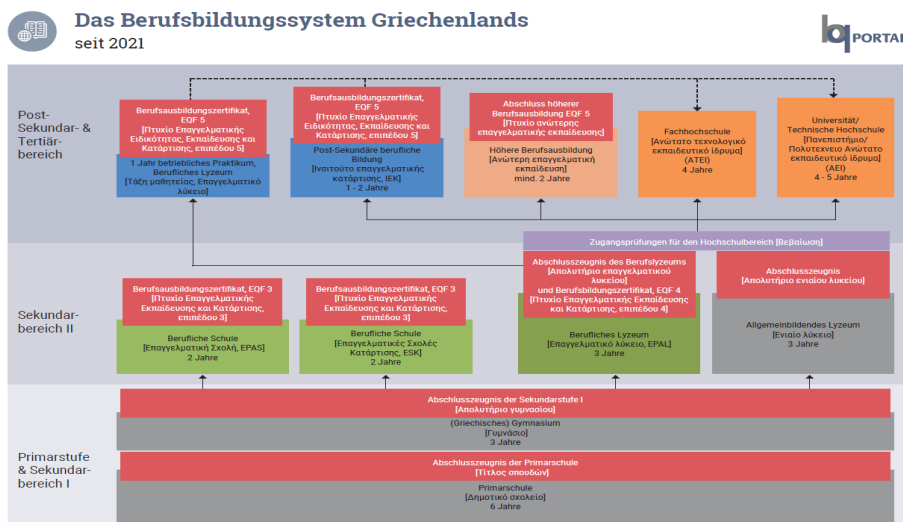 Das Berufsbildungssystem Griechenlands
seit 2021
bq PORTAL
Post-
Sekundar- &
Tertiär-
bereich
Berufsausbildungszertifikat,
EQF 5
[Πτυχίο Επαγγελματικής
Ειδικότητας, Εκπαίδευσης και
Κατάρτισης, επιπέδου 5]
1 Jahr betriebliches Praktikum,
Berufliches Lyzeum
[Τάξη μαθητείας, Επαγγελματικό
λύκειο]
Berufsausbildungszertifikat,
EQF 5
[Πτυχίο Επαγγελματικής
Ειδικότητας, Εκπαίδευσης και
Κατάρτισης, επιπέδου 5]
Post-Sekundäre berufliche
Bildung
[Ινσιτούτο επαγγελματικής
κατάρτισης, IEK]
1 - 2 Jahre
Abschluss höherer
Berufsausbildung EQF 5
[Πτυχίο ανώτερης
επαγγελματικής εκπαίδευσης]
Höhere Berufsausbildung
[Ανώτερη επαγγελματική
εκπαίδευση]
mind. 2 Jahre
Fachhochschule
[Ανώτατο τεχνολογικό
εκπαιδευτικό ίδρυμα]
(ATEI)
4 Jahre
Universität/
Technische Hochschule
[Πανεπιστήμιο/
Πολυτεχνειο Ανώτατο
εκπαιδευτικό ίδρυμα]
(AEI)
4 - 5 Jahre
Zugangsprüfungen für den Hochschulbereich [Βεβαίωση]
Sekundar-
bereich II
Berufsausbildungszertifikat, EQF 3
[Πτυχίο Επαγγελματικής
Εκπαίδευσης και Κατάρτισης,
επιπέδου 3]
Berufliche Schule
[Επαγγελματική Σχολή, EPAS]
2 Jahre
Berufsausbildungszertifikat, EQF 3
[Πτυχίο Επαγγελματικής
Εκπαίδευσης και Κατάρτισης,
επιπέδου 3]
Berufliche Schule
[Επαγγελματικές Σχολές
Κατάρτισης, ESK]
2 Jahre
Abschlusszeugnis des Berufslyzeums
[Απολυτήριο επαγγελματικού
λυκείου]
und Berufsbildungszertifikat, EQF 4
[Πτυχίο Επαγγελματικής Εκπαίδευσης
και Κατάρτισης, επιπέδου 4]
Berufliches Lyzeum
[Επαγγελματικό λύκειο, EPAL]
3 Jahre
Abschlusszeugnis
[Απολυτήριο ενιαίου λυκείου]
Allgemeinbildendes Lyzeum
[Ενιαίο λύκειο]
3 Jahre
Primarstufe
& Sekundar-
bereich I
Abschlusszeugnis der Sekundarstufe I
[Απολυτήριο γυμνασίου]
(Griechisches) Gymnasium
[Γυμνάσιο]
3 Jahre
Abschlusszeugnis der Primarschule
[Τίτλος σπουδών]
Primarschule
[Δημοτικό σχολείο]
6 Jahre